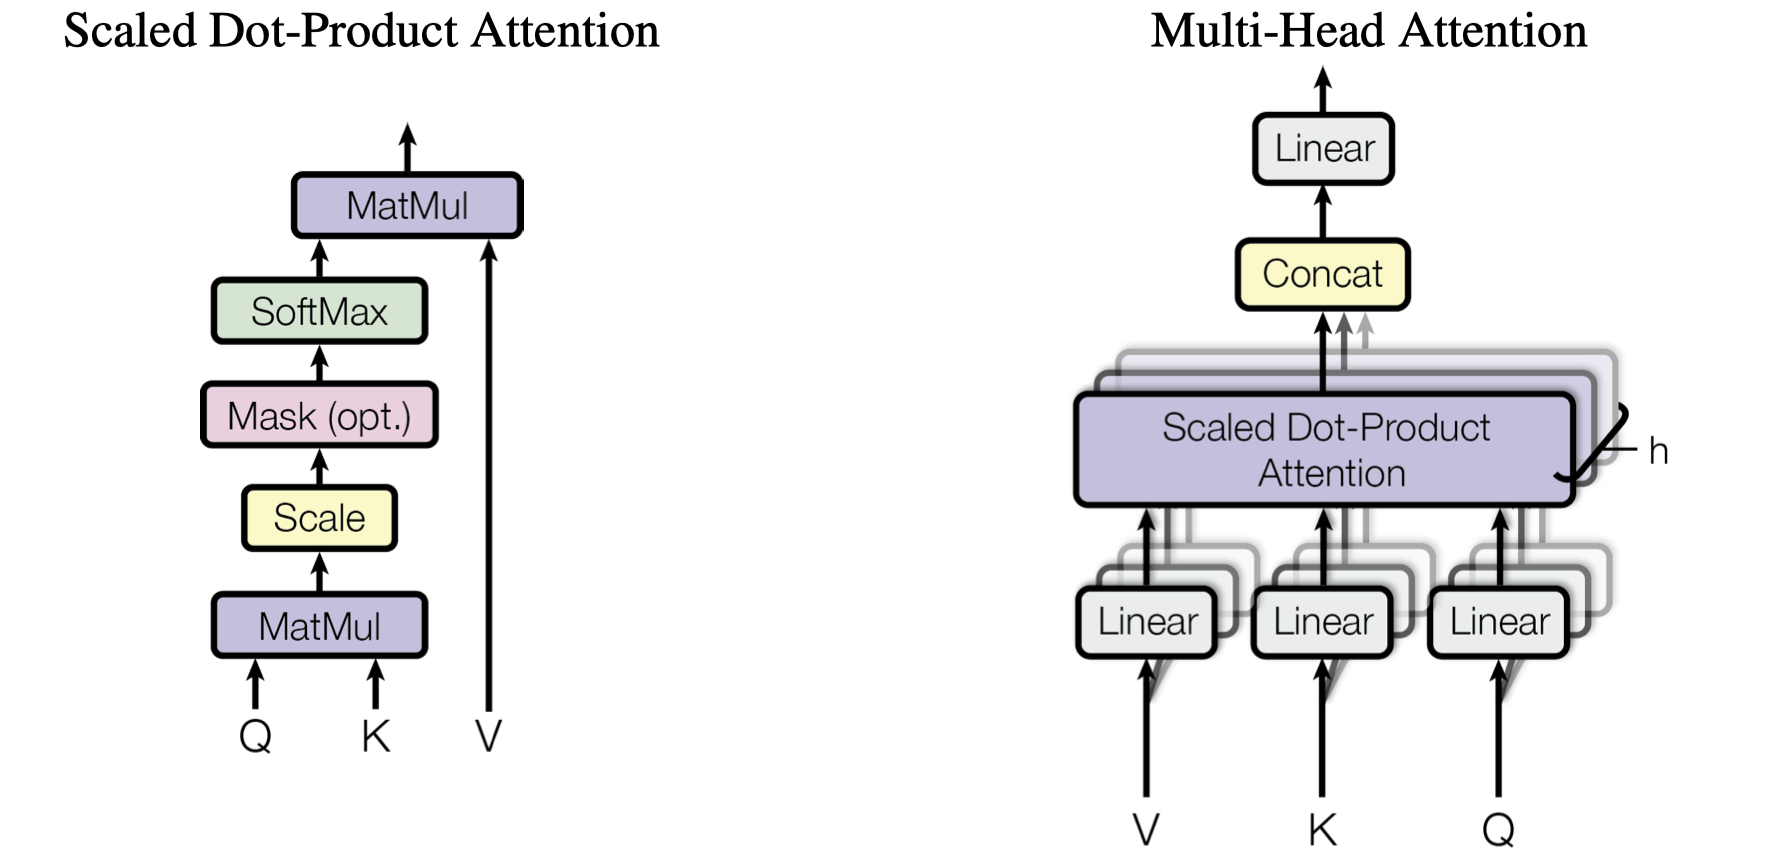 Scaled Dot-Product Attention
MatMul
SoftMax
Mask (opt.)
Scale
MatMul
Q K V
Multi-Head Attention
Linear
Concat
Scaled Dot-Product
Attention
h
Linear Linear Linear
V K Q